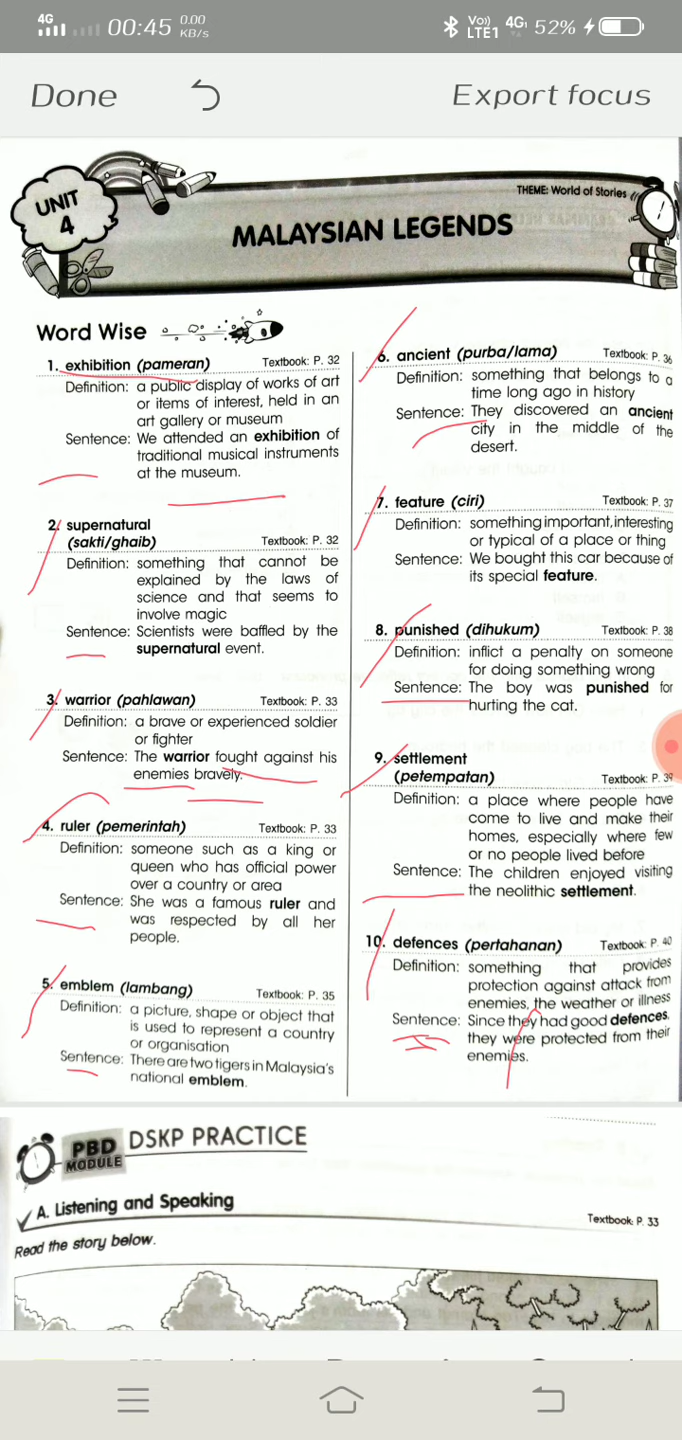 4G 00:45 0.00 KB/s Vo)) LTE1 4G 52%
Done Export focus
UNIT 4
THEME: World of Stories
MALAYSIAN LEGENDS
Word Wise
1. exhibition (pameran) Textbook: P. 32
Definition: a public display of works of art
or items of interest, held in an
art gallery or museum
Sentence: We attended an exhibition of
traditional musical instruments
at the museum.
2. supernatural
(sakti/ghaib) Textbook: P. 32
Definition: something that cannot be
explained by the laws of
science and that seems to
involve magic
Sentence: Scientists were baffled by the
supernatural event.
3. warrior (pahlawan) Textbook: P. 33
Definition: a brave or experienced soldier
or fighter
Sentence: The warrior fought against his
enemies bravely.
4. ruler (pemerintah) Textbook: P. 33
Definition: someone such as a king or
queen who has official power
over a country or area
Sentence: She was a famous ruler and
was respected by all her
people.
5. emblem (lambang) Textbook: P. 35
Definition: a picture, shape or object that
is used to represent a country
or organisation
Sentence: There are two tigers in Malaysia's
national emblem.
6. ancient (purba/lama) Textbook: P. 36
Definition: something that belongs to a
time long ago in history
Sentence: They discovered an ancient
city in the middle of the
desert.
7. feature (ciri) Textbook: P. 37
Definition: something important, interesting
or typical of a place or thing
Sentence: We bought this car because of
its special feature.
8. punished (dihukum) Textbook: P. 38
Definition: inflict a penalty on someone
for doing something wrong
Sentence: The boy was punished for
hurting the cat.
9. settlement
(petempatan) Textbook: P. 39
Definition: a place where people have
come to live and make their
homes, especially where few
or no people lived before
Sentence: The children enjoyed visiting
the neolithic settlement.
10. defences (pertahanan) Textbook: P. 40
Definition: something that provides
protection against attack from
enemies, the weather or illness
Sentence: Since they had good defences,
they were protected from their
enemies.
PBD MODULE DSKP PRACTICE
A. Listening and Speaking
Textbook: P. 33
Read the story below.